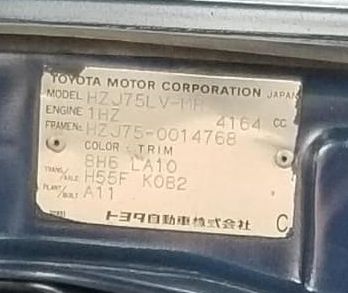 TOYOTA MOTOR CORPORATION JAPAN
MODEL HZJ75LV-MR
ENGINE 1HZ 4164 CC
FRAME NO. HZJ75-0014768
COLOR : TRIM
8H6 LA10
TRANS/AXLE H55F K082
PLANT/BUILT A11
トヨタ自動車株式会社 C